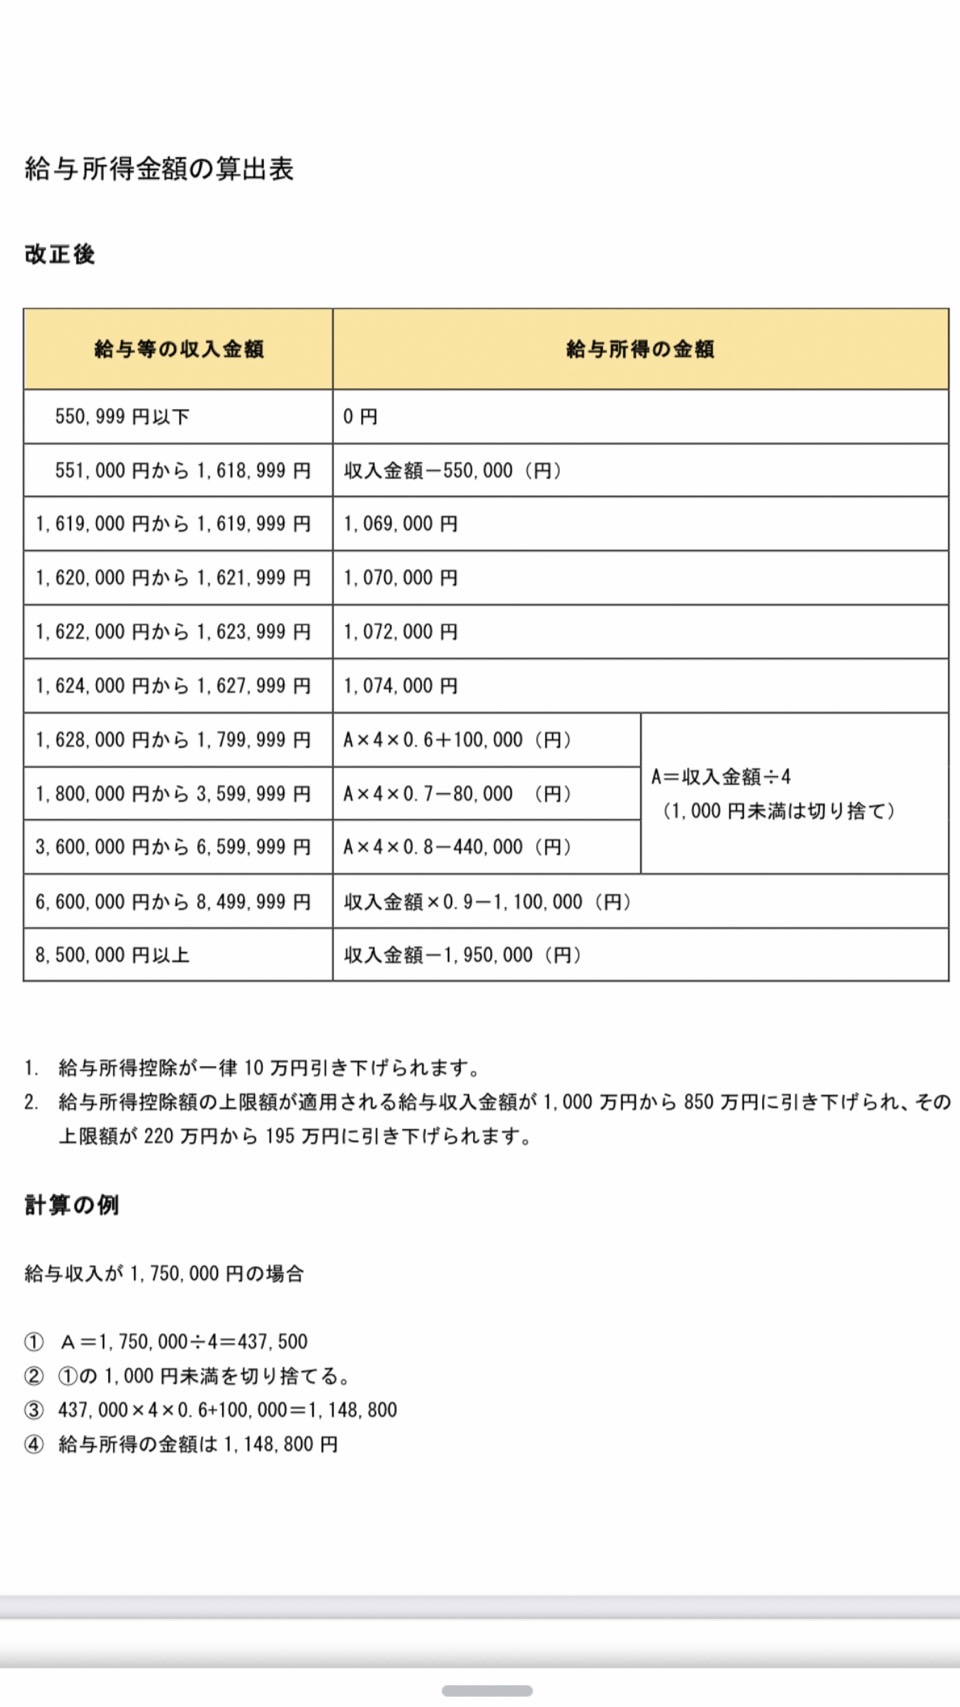 給与所得金額の算出表
改正後
給与等の収入金額 給与所得の金額
550,999 円以下 0 円
551,000 円から 1,618,999 円 収入金額－550,000（円）
1,619,000 円から 1,619,999 円 1,069,000 円
1,620,000 円から 1,621,999 円 1,070,000 円
1,622,000 円から 1,623,999 円 1,072,000 円
1,624,000 円から 1,627,999 円 1,074,000 円
1,628,000 円から 1,799,999 円 A×4×0.6＋100,000（円）
A＝収入金額÷4
1,800,000 円から 3,599,999 円 A×4×0.7－80,000 （円）
（1,000 円未満は切り捨て）
3,600,000 円から 6,599,999 円 A×4×0.8－440,000（円）
6,600,000 円から 8,499,999 円 収入金額×0.9－1,100,000（円）
8,500,000 円以上 収入金額－1,950,000（円）
1. 給与所得控除が一律 10 万円引き下げられます。
2. 給与所得控除額の上限額が適用される給与収入金額が 1,000 万円から 850 万円に引き下げられ、その
上限額が 220 万円から 195 万円に引き下げられます。
計算の例
給与収入が 1,750,000 円の場合
① Ａ＝1,750,000÷4＝437,500
② ①の 1,000 円未満を切り捨てる。
③ 437,000×4×0.6+100,000＝1,148,800
④ 給与所得の金額は 1,148,800 円